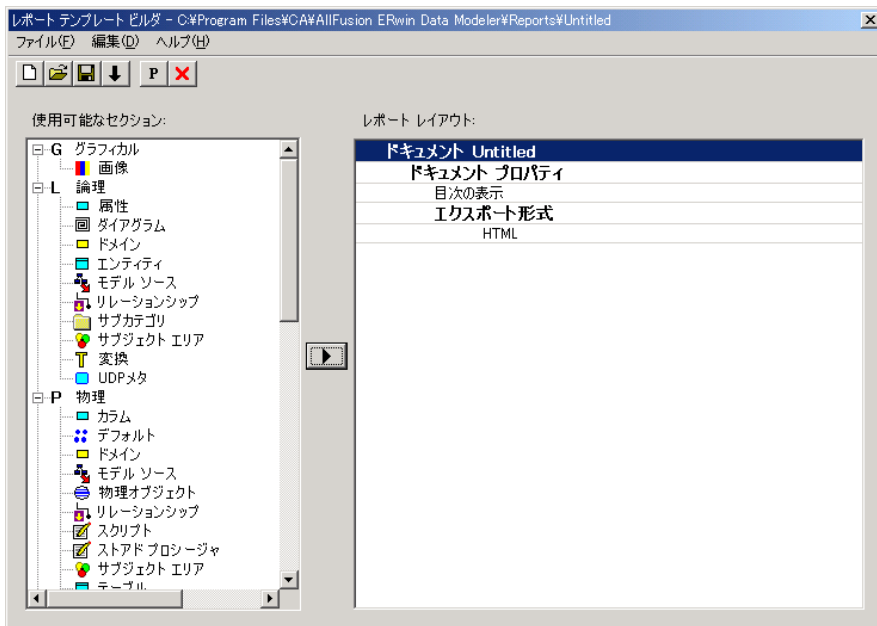 レポート テンプレート ビルダ - C:¥Program Files¥CA¥AllFusion ERwin Data Modeler¥Reports¥Untitled
ファイル(F) 編集(D) ヘルプ(H)
P
使用可能なセクション:
G グラフィカル
画像
L 論理
属性
ダイアグラム
ドメイン
エンティティ
モデル ソース
リレーションシップ
サブカテゴリ
サブジェクト エリア
T 変換
UDPメタ
P 物理
カラム
デフォルト
ドメイン
モデル ソース
物理オブジェクト
リレーションシップ
スクリプト
ストアド プロシージャ
サブジェクト エリア
テーブル
レポート レイアウト:
ドキュメント Untitled
ドキュメント プロパティ
目次の表示
エクスポート形式
HTML